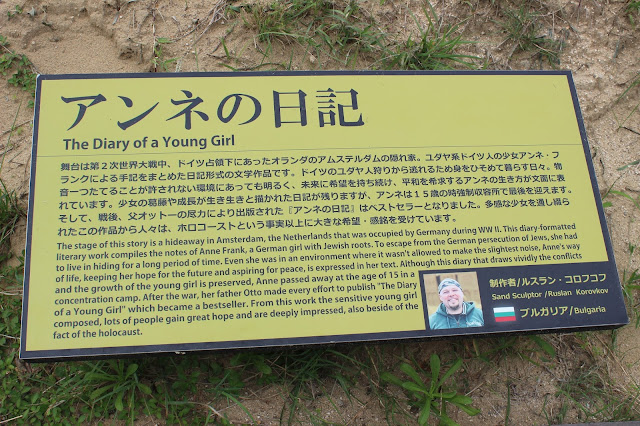 アンネの日記
The Diary of a Young Girl
舞台は第２次世界大戦中、ドイツ占領下にあったオランダのアムステルダムの隠れ家。ユダヤ系ドイツ人の少女アンネ・フ
ランクによる手記をまとめた日記形式の文学作品です。ドイツのユダヤ人狩りから逃れるため身をひそめて暮らす日々。物
音一つたてることが許されない環境にあっても明るく、未来に希望を持ち続け、平和を希求するアンネの生き方が文面に表
れています。少女の葛藤や成長が生き生きと描かれた日記が残りますが、アンネは１５歳の時強制収容所で最後を迎えます。
そして、戦後、父オットーの尽力により出版された『アンネの日記』はベストセラーとなりました。多感な少女を通し綴ら
れたこの作品から人々は、ホロコーストという事実以上に大きな希望・感銘を受けています。
The stage of this story is a hideaway in Amsterdam, the Netherlands that was occupied by Germany during WW II. This diary-formatted
literary work compiles the notes of Anne Frank, a German girl with Jewish roots. To escape from the German persecution of Jews, she had
to live in hiding for a long period of time. Even she was in an environment where it wasn't allowed to make the slightest noise, Anne's way
of life, keeping her hope for the future and aspiring for peace, is expressed in her text. Although this diary that draws vividly the conflicts
and the growth of the young girl is preserved, Anne passed away at the age of 15 in a
concentration camp. After the war, her father Otto made every effort to publish "The Diary
of a Young Girl" which became a bestseller. From this work the sensitive young girl
composed, lots of people gain great hope and are deeply impressed, also beside the
fact of the holocaust.
制作者/ルスラン・コロフコフ
Sand Sculptor /Ruslan Korovkov
ブルガリア/Bulgaria